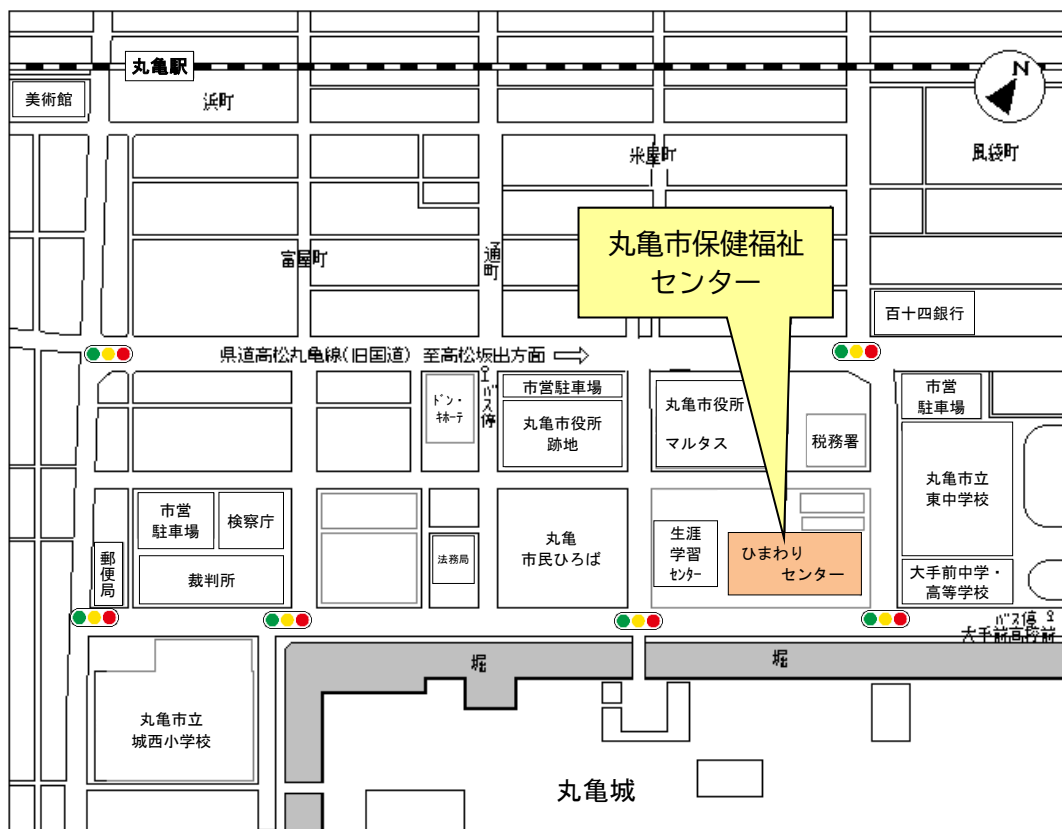 丸亀駅
N
美術館
浜町
米屋町
風袋町
丸亀市保健福祉
センター
富屋町
通町
百十四銀行
県道高松丸亀線(旧国道) 至高松坂出方面
バス停
ドン・
キホーテ
市営駐車場
丸亀市役所
跡地
丸亀市役所
マルタス
税務署
市営
駐車場
丸亀市立
東中学校
市営
駐車場
検察庁
郵便局
裁判所
法務局
丸亀
市民ひろば
生涯
学習
センター
ひまわり
センター
大手前中学・
高等学校
バス停
大手前高校前
堀
堀
丸亀市立
城西小学校
丸亀城